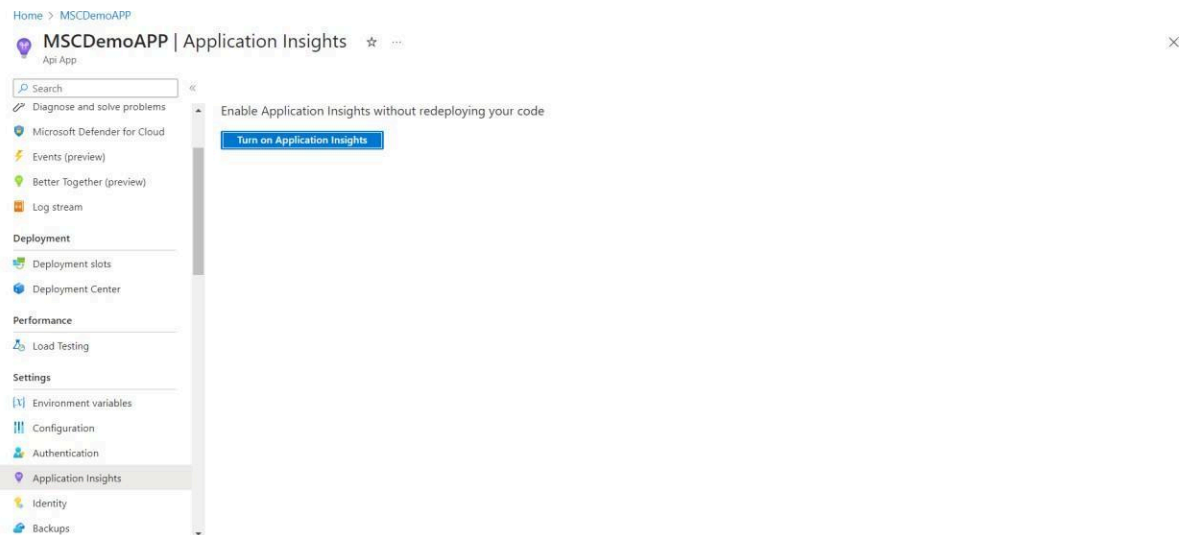 Home > MSCDemoAPP
MSCDemoAPP | Application Insights
Api App
Search
Diagnose and solve problems
Microsoft Defender for Cloud
Events (preview)
Better Together (preview)
Log stream
Deployment
Deployment slots
Deployment Center
Performance
Load Testing
Settings
Environment variables
Configuration
Authentication
Application Insights
Identity
Backups
Enable Application Insights without redeploying your code
Turn on Application Insights